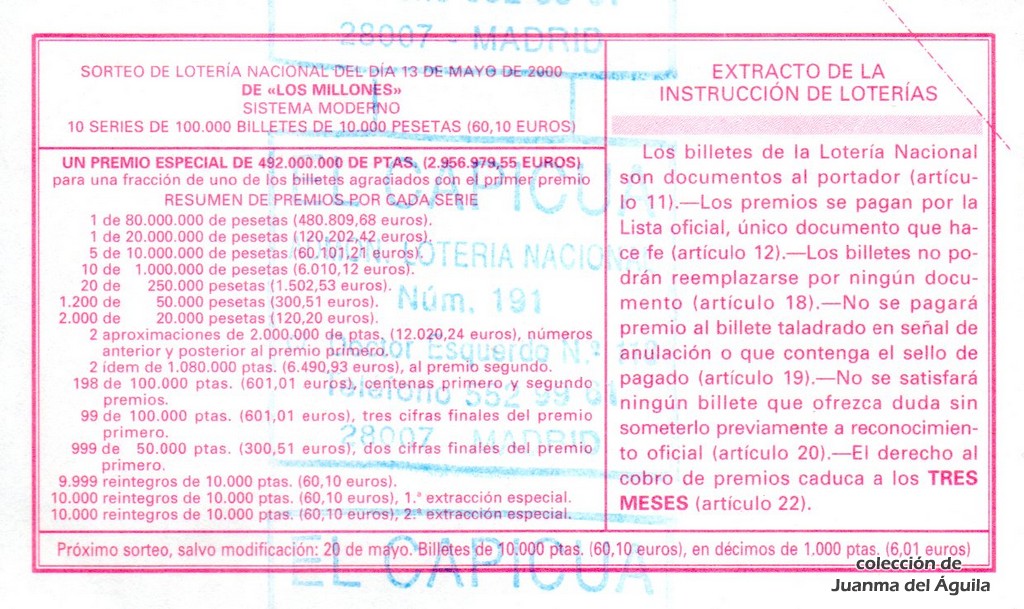 28007 - MADRID
SORTEO DE LOTERÍA NACIONAL DEL DÍA 13 DE MAYO DE 2000
DE «LOS MILLONES»
SISTEMA MODERNO
10 SERIES DE 100.000 BILLETES DE 10.000 PESETAS (60,10 EUROS)
UN PREMIO ESPECIAL DE 492.000.000 DE PTAS. (2.956.979,55 EUROS)
para una fracción de uno de los billetes agraciados con el primer premio
RESUMEN DE PREMIOS POR CADA SERIE
1 de 80.000.000 de pesetas (480.809,68 euros).
1 de 20.000.000 de pesetas (120.202,42 euros).
5 de 10.000.000 de pesetas (60.101,21 euros).
10 de 1.000.000 de pesetas (6.010,12 euros).
20 de 250.000 pesetas (1.502,53 euros).
1.200 de 50.000 pesetas (300,51 euros).
2.000 de 20.000 pesetas (120,20 euros).
2 aproximaciones de 2.000.000 de ptas. (12.020,24 euros), números
anterior y posterior al premio primero.
2 ídem de 1.080.000 ptas. (6.490,93 euros), al premio segundo.
198 de 100.000 ptas. (601,01 euros), centenas primero y segundo
premios.
99 de 100.000 ptas. (601,01 euros), tres cifras finales del premio
primero.
999 de 50.000 ptas. (300,51 euros), dos cifras finales del premio
primero.
9.999 reintegros de 10.000 ptas. (60,10 euros).
10.000 reintegros de 10.000 ptas. (60,10 euros), 1.ª extracción especial.
10.000 reintegros de 10.000 ptas. (60,10 euros), 2.ª extracción especial.
EXTRACTO DE LA
INSTRUCCIÓN DE LOTERÍAS
Los billetes de la Lotería Nacional
son documentos al portador (artícu-
lo 11).—Los premios se pagan por la
Lista oficial, único documento que ha-
ce fe (artículo 12).—Los billetes no po-
drán reemplazarse por ningún docu-
mento (artículo 18).—No se pagará
premio al billete taladrado en señal de
anulación o que contenga el sello de
pagado (artículo 19).—No se satisfará
ningún billete que ofrezca duda sin
someterlo previamente a reconocimien-
to oficial (artículo 20).—El derecho al
cobro de premios caduca a los TRES
MESES (artículo 22).
EL CAPICUA
ADMON. LOTERIA NACIONAL
Núm. 191
Doctor Esquerdo N.º
Teléfono 552 99 01
28007 MADRID
EL CAPICUA
Próximo sorteo, salvo modificación: 20 de mayo. Billetes de 10.000 ptas. (60,10 euros), en décimos de 1.000 ptas. (6,01 euros)
colección de
Juanma del Águila